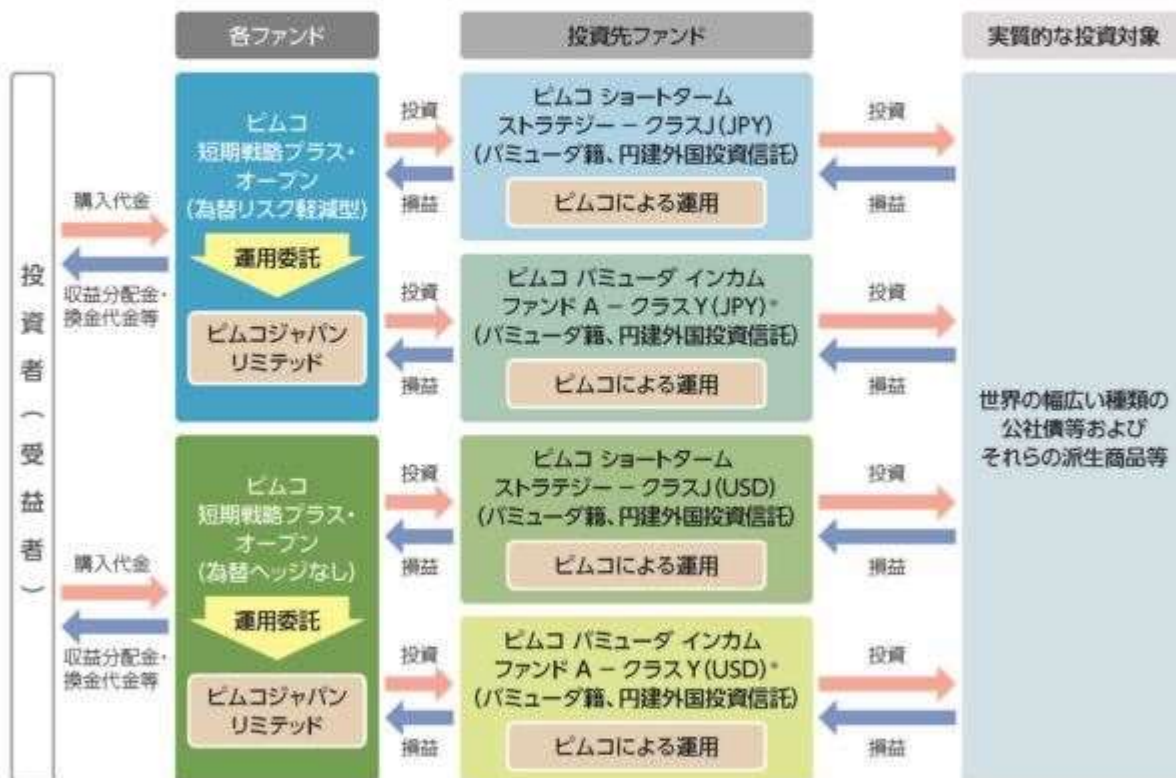 各ファンド
投資先ファンド
実質的な投資対象
投資者(受益者)
購入代金
収益分配金・
換金代金等
ピムコ
短期戦略プラス・
オープン
(為替リスク軽減型)
運用委託
ピムコジャパン
リミテッド
投資
損益
ピムコ ショートターム
ストラテジー − クラスJ(JPY)
(バミューダ籍、円建外国投資信託)
ピムコによる運用
投資
損益
投資
損益
ピムコ バミューダ インカム
ファンド A − クラスY(JPY)*
(バミューダ籍、円建外国投資信託)
ピムコによる運用
投資
損益
購入代金
収益分配金・
換金代金等
ピムコ
短期戦略プラス・
オープン
(為替ヘッジなし)
運用委託
ピムコジャパン
リミテッド
投資
損益
ピムコ ショートターム
ストラテジー − クラスJ(USD)
(バミューダ籍、円建外国投資信託)
ピムコによる運用
投資
損益
投資
損益
ピムコ バミューダ インカム
ファンド A − クラスY(USD)*
(バミューダ籍、円建外国投資信託)
ピムコによる運用
投資
損益
世界の幅広い種類の
公社債等および
それらの派生商品等